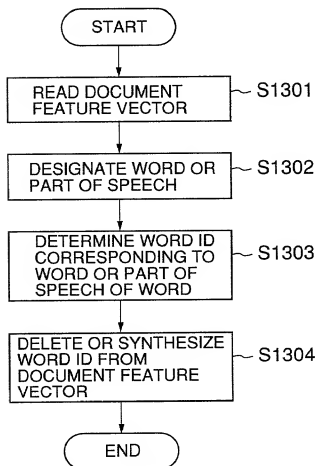 START
READ DOCUMENT
FEATURE VECTOR
S1301
DESIGNATE WORD OR
PART OF SPEECH
S1302
DETERMINE WORD ID
CORRESPONDING TO
WORD OR PART OF
SPEECH OF WORD
S1303
DELETE OR SYNTHESIZE
WORD ID FROM
DOCUMENT FEATURE
VECTOR
S1304
END